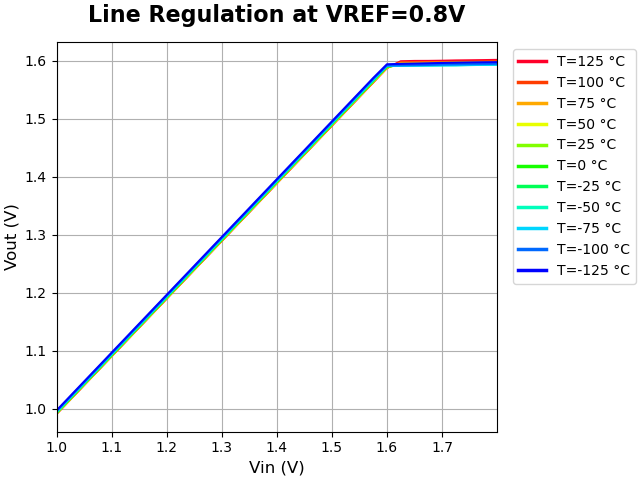 Line Regulation at VREF=0.8V
Vout (V)
1.6
1.5
1.4
1.3
1.2
1.1
1.0
1.0 1.1 1.2 1.3 1.4 1.5 1.6 1.7
Vin (V)
T=125 °C
T=100 °C
T=75 °C
T=50 °C
T=25 °C
T=0 °C
T=-25 °C
T=-50 °C
T=-75 °C
T=-100 °C
T=-125 °C